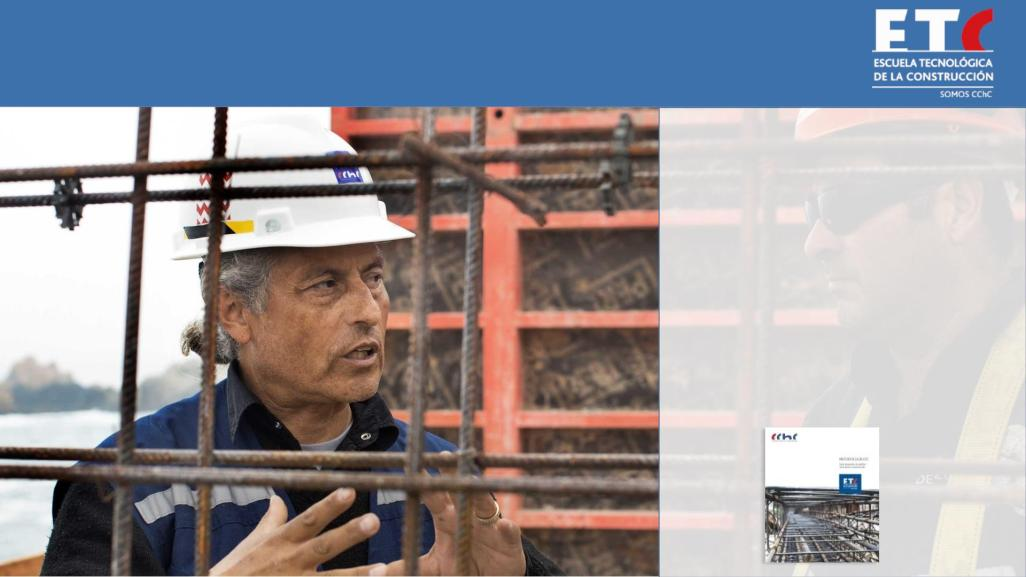 ETC
ESCUELA TECNOLÓGICA
DE LA CONSTRUCCIÓN
SOMOS CChC
CChC
CChC
ETC